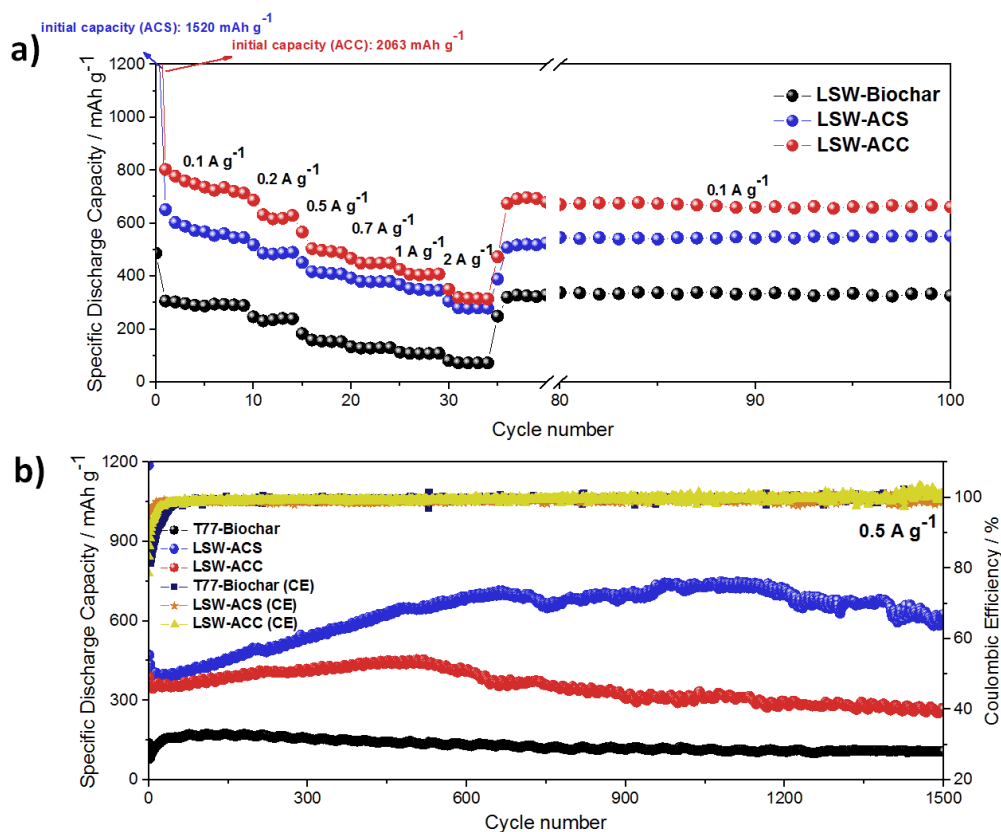 initial capacity (ACS): 1520 mAh g⁻¹
initial capacity (ACC): 2063 mAh g⁻¹
a)
Specific Discharge Capacity / mAh g⁻¹
1200
1000
800
600
400
200
0
0.1 A g⁻¹
0.2 A g⁻¹
0.5 A g⁻¹
0.7 A g⁻¹
1 A g⁻¹
2 A g⁻¹
0.1 A g⁻¹
LSW-Biochar
LSW-ACS
LSW-ACC
0 10 20 30 40 80 90 100
Cycle number
b)
Specific Discharge Capacity / mAh g⁻¹
1200
900
600
300
0
T77-Biochar
LSW-ACS
LSW-ACC
T77-Biochar (CE)
LSW-ACS (CE)
LSW-ACC (CE)
0.5 A g⁻¹
100
80
60
40
20
Coulombic Efficiency / %
0 300 600 900 1200 1500
Cycle number